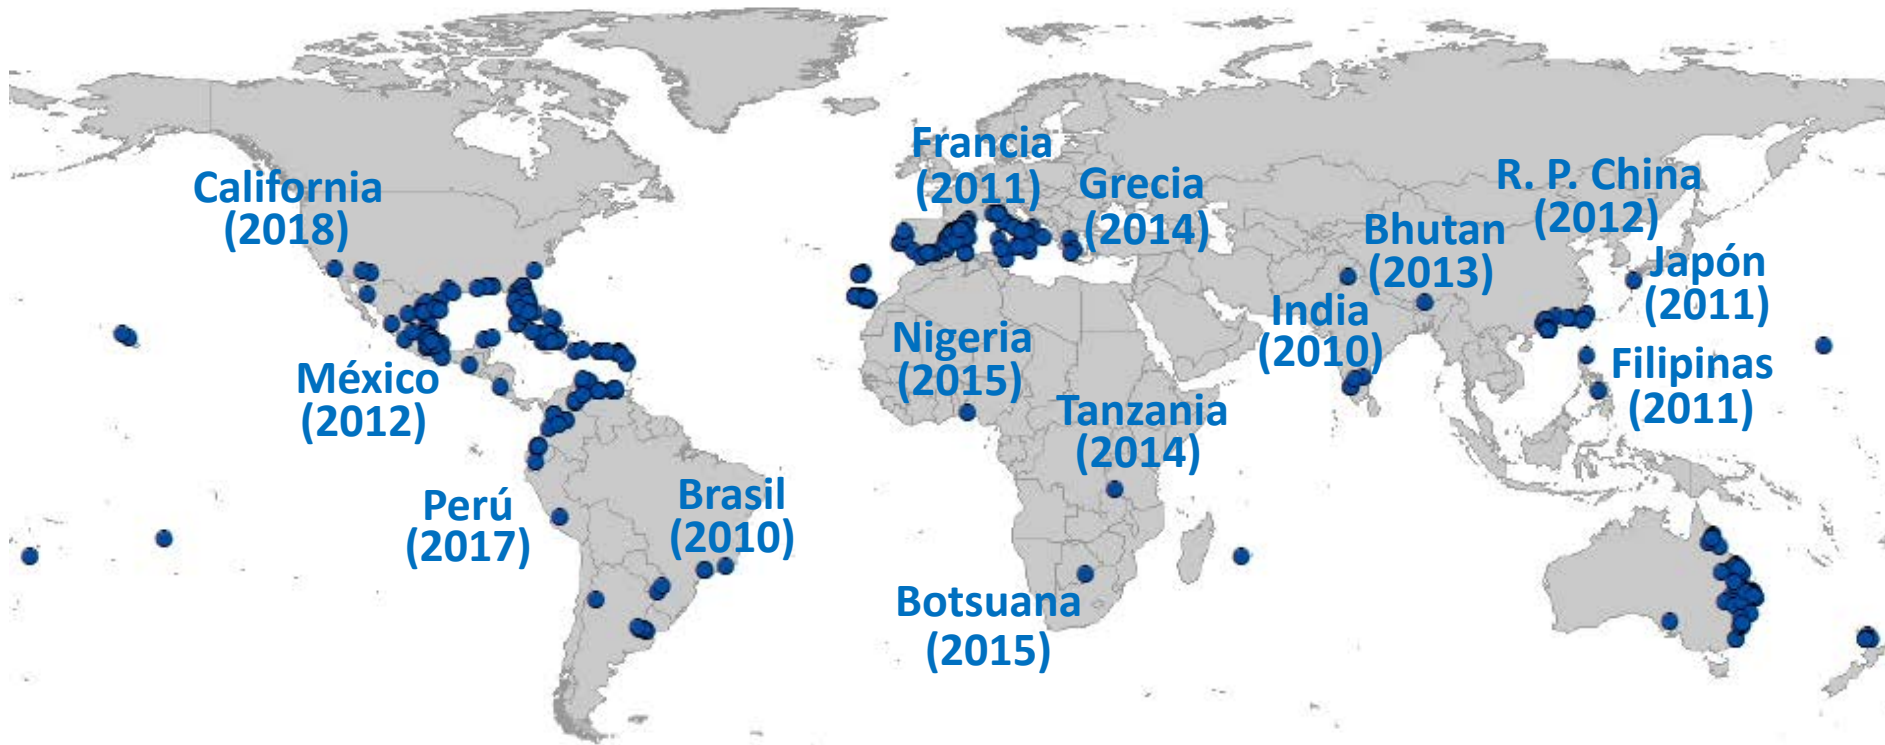 Francia
(2011)
Grecia
(2014)
California
(2018)
R. P. China
(2012)
Bhutan
(2013)
Japón
(2011)
India
(2010)
Nigeria
(2015)
Filipinas
(2011)
México
(2012)
Tanzania
(2014)
Perú
(2017)
Brasil
(2010)
Botsuana
(2015)